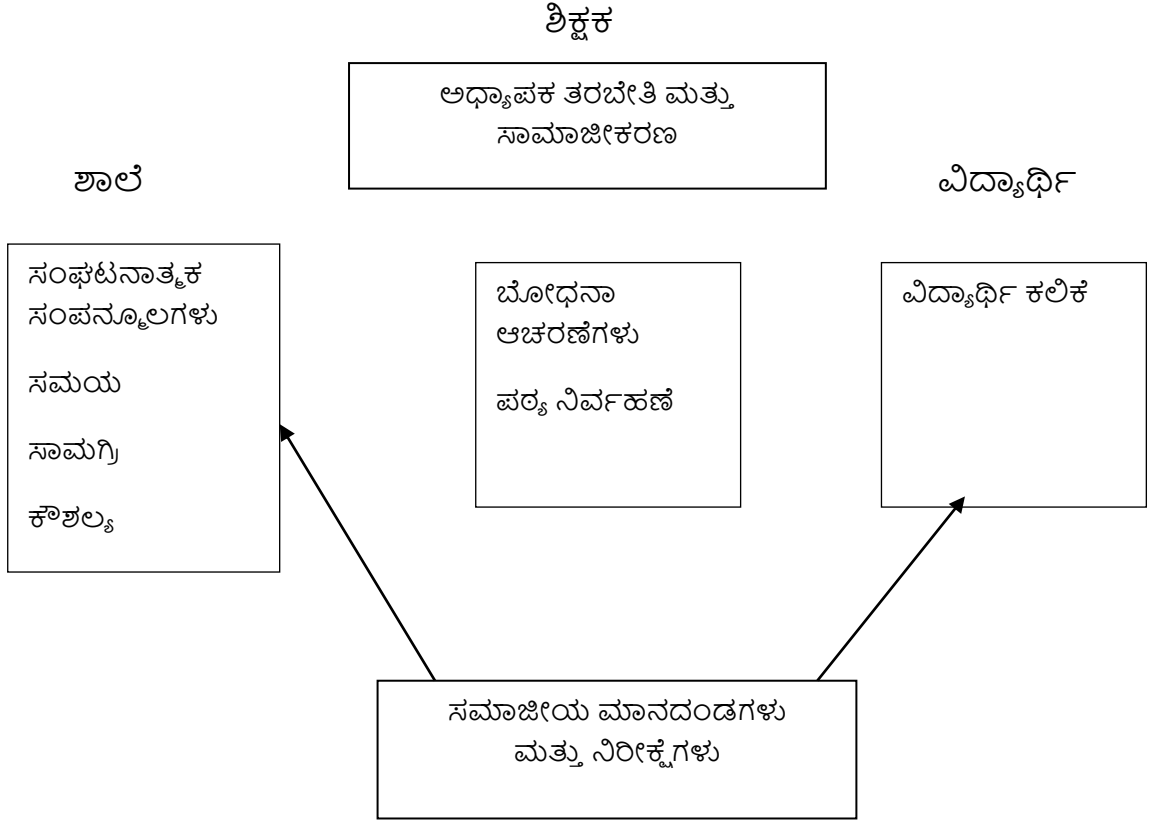 ಶಿಕ್ಷಕ
ಅಧ್ಯಾಪಕ ತರಬೇತಿ ಮತ್ತು
ಸಾಮಾಜೀಕರಣ
ಶಾಲೆ
ವಿದ್ಯಾರ್ಥಿ
ಸಂಘಟನಾತ್ಮಕ
ಸಂಪನ್ಮೂಲಗಳು
ಸಮಯ
ಸಾಮಗ್ರಿ
ಕೌಶಲ್ಯ
ಬೋಧನಾ
ಆಚರಣೆಗಳು
ಪಠ್ಯ ನಿರ್ವಹಣೆ
ವಿದ್ಯಾರ್ಥಿ ಕಲಿಕೆ
ಸಮಾಜೀಯ ಮಾನದಂಡಗಳು
ಮತ್ತು ನಿರೀಕ್ಷೆಗಳು